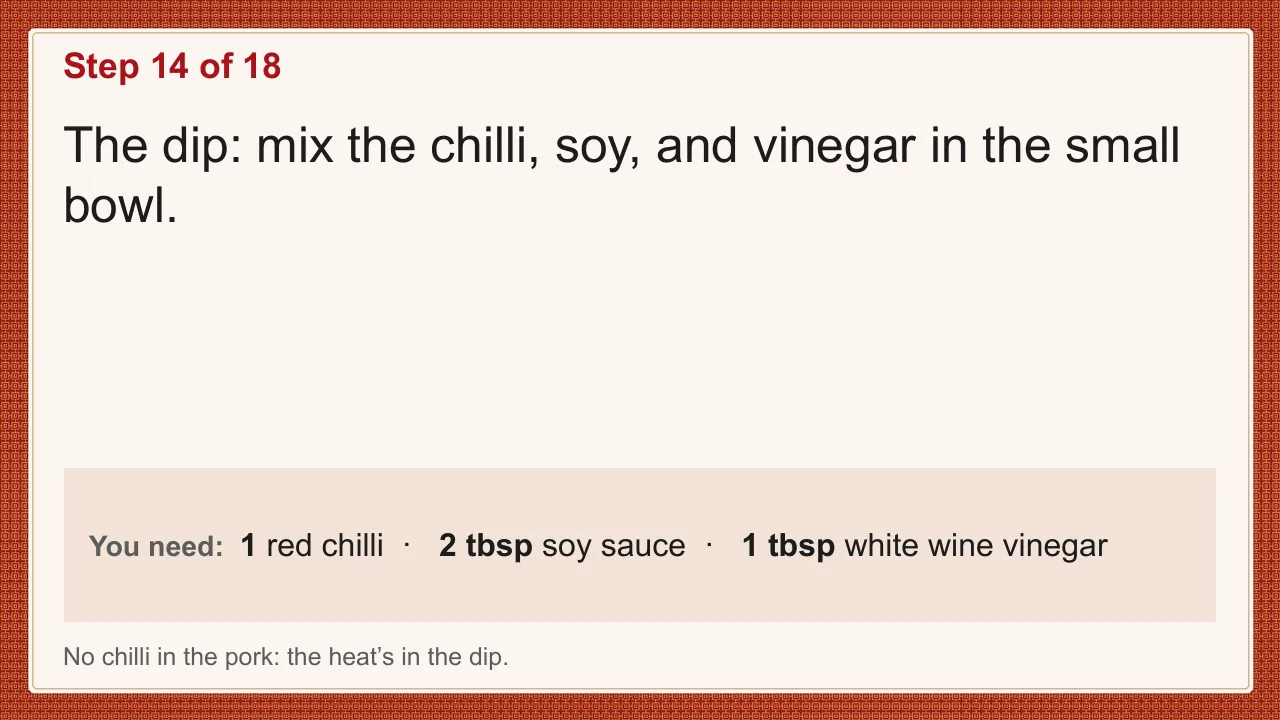 Step 14 of 18
The dip: mix the chilli, soy, and vinegar in the small
bowl.
You need: 1 red chilli · 2 tbsp soy sauce · 1 tbsp white wine vinegar
No chilli in the pork: the heat’s in the dip.